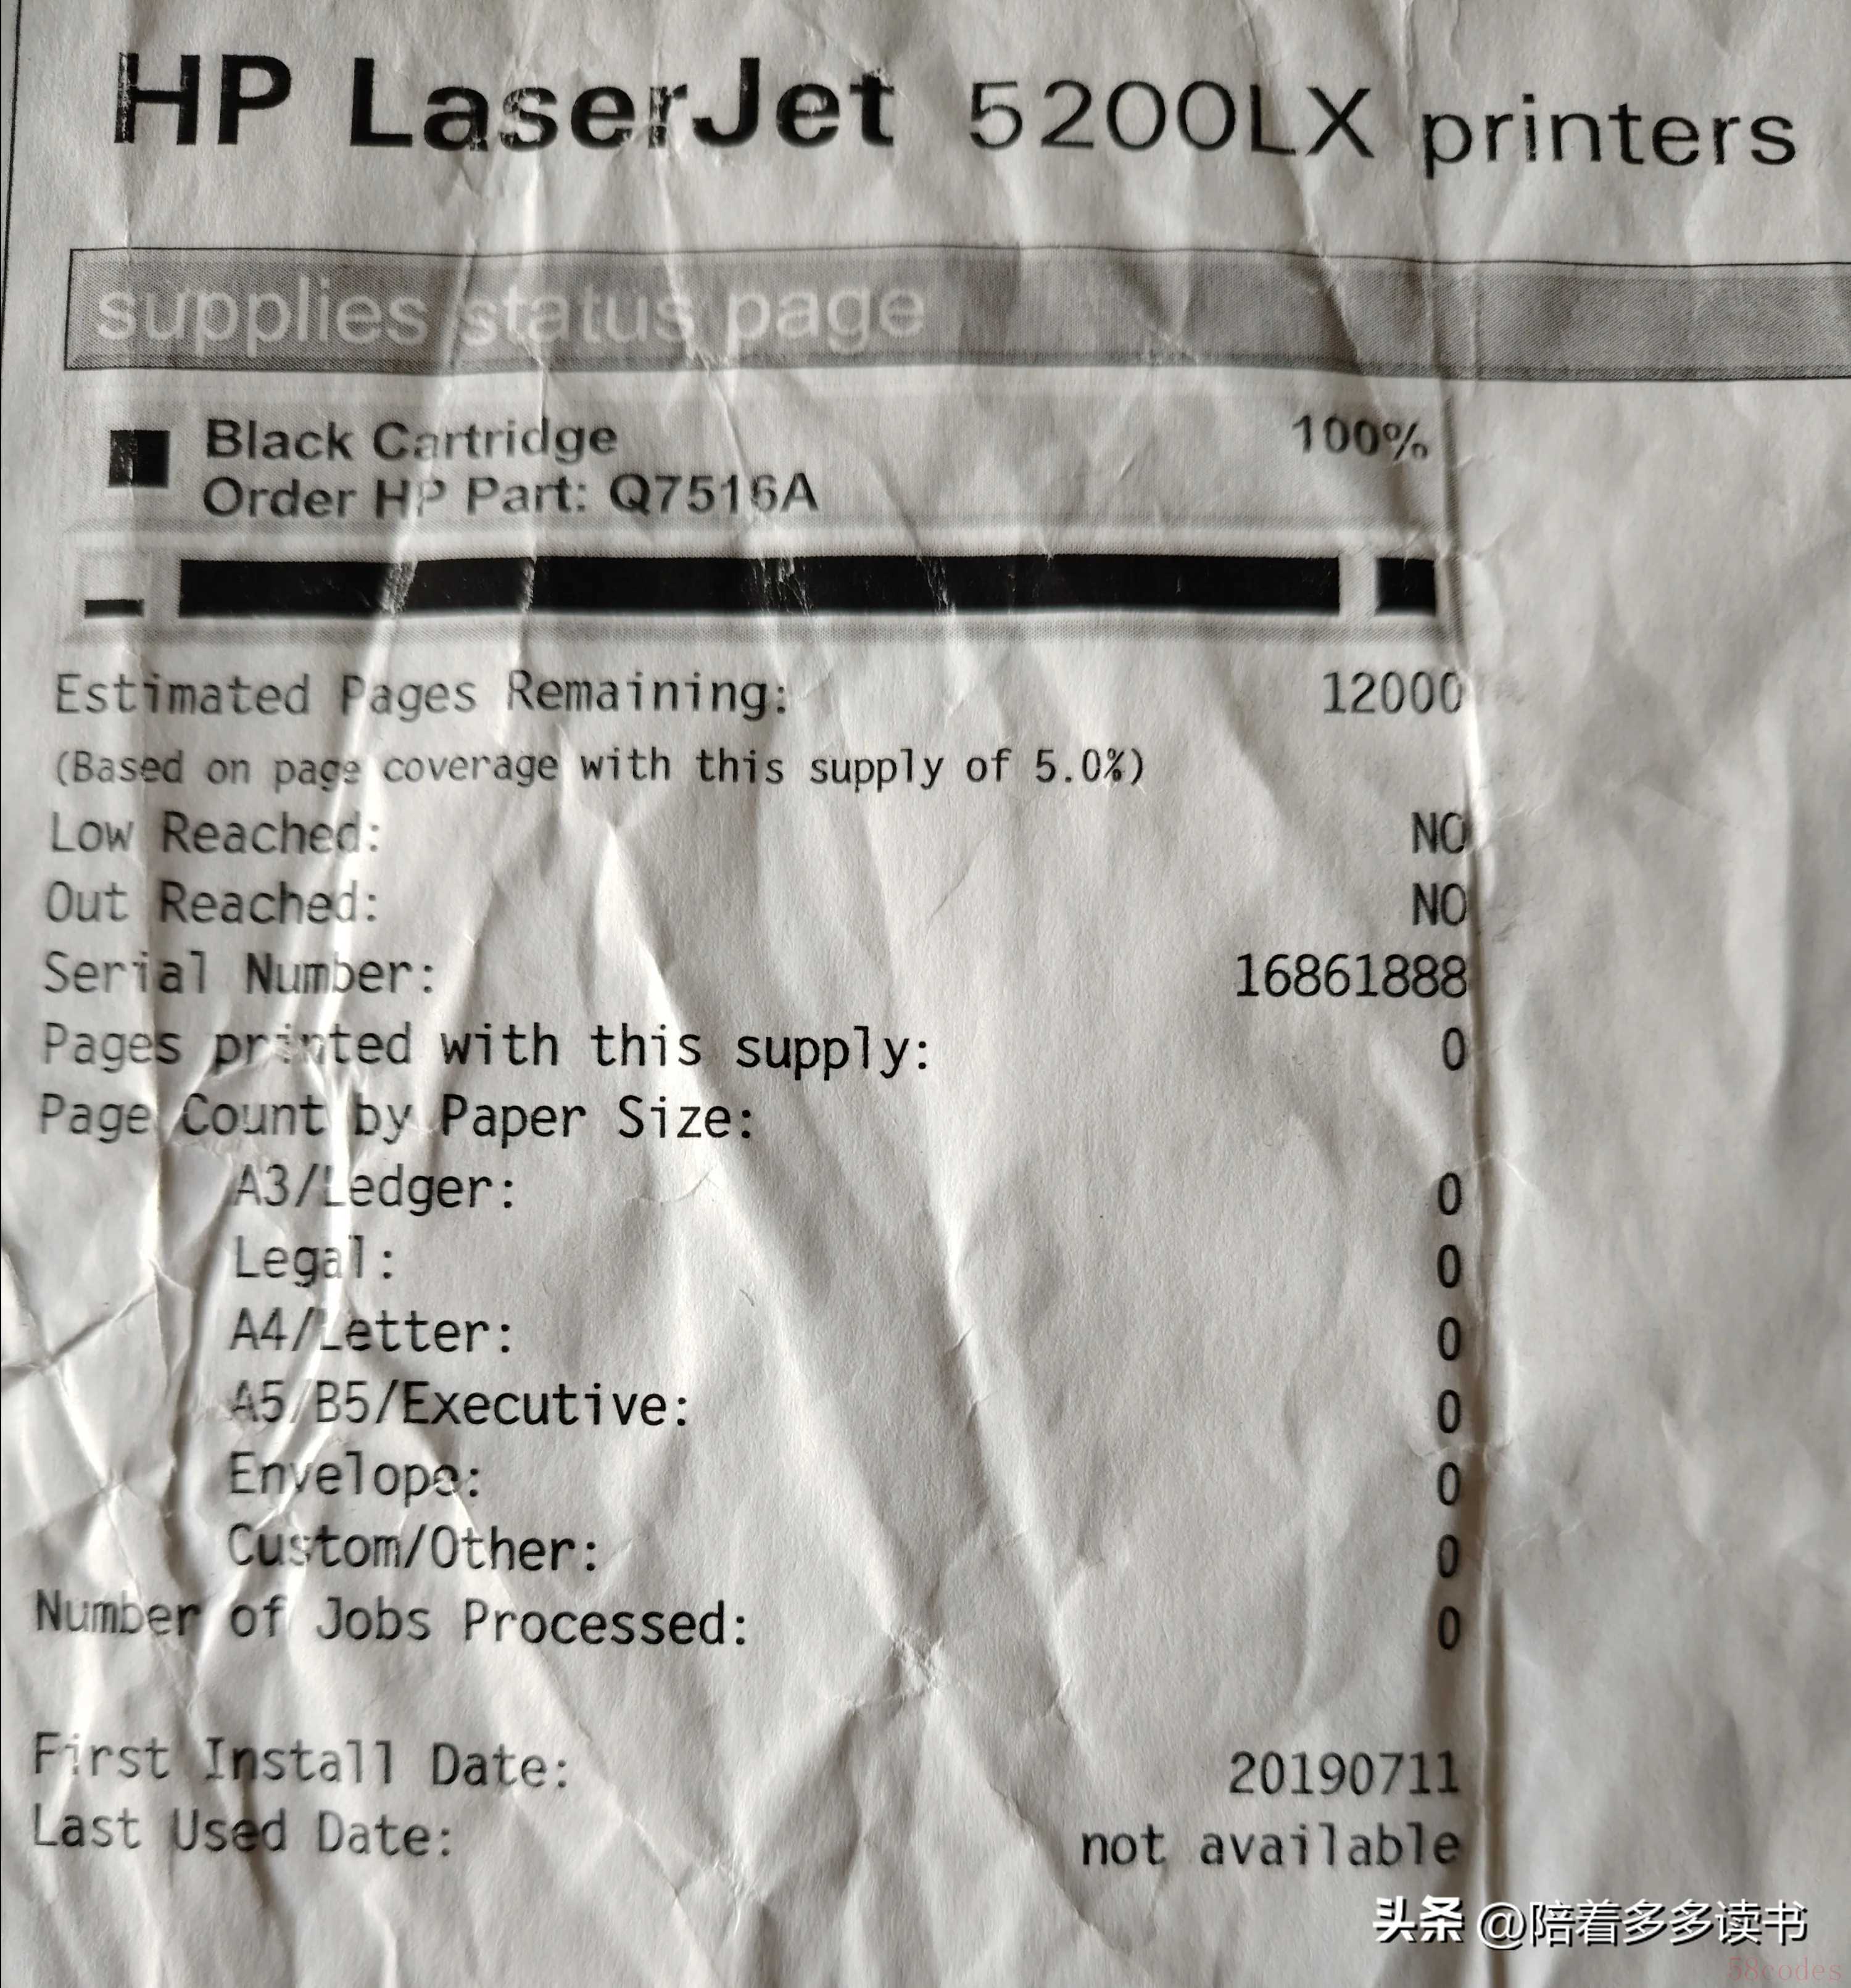 HP LaserJet 5200LX printers
supplies status page
Black Cartridge 100%
Order HP Part: Q7516A
Estimated Pages Remaining: 12000
(Based on page coverage with this supply of 5.0%)
Low Reached: NO
Out Reached: NO
Serial Number: 16861888
Pages printed with this supply: 0
Page Count by Paper Size:
A3/Ledger: 0
Legal: 0
A4/Letter: 0
A5/B5/Executive: 0
Envelope: 0
Custom/Other: 0
Number of Jobs Processed: 0
First Install Date: 20190711
Last Used Date: not available
头条 @陪着多多读书
58codes